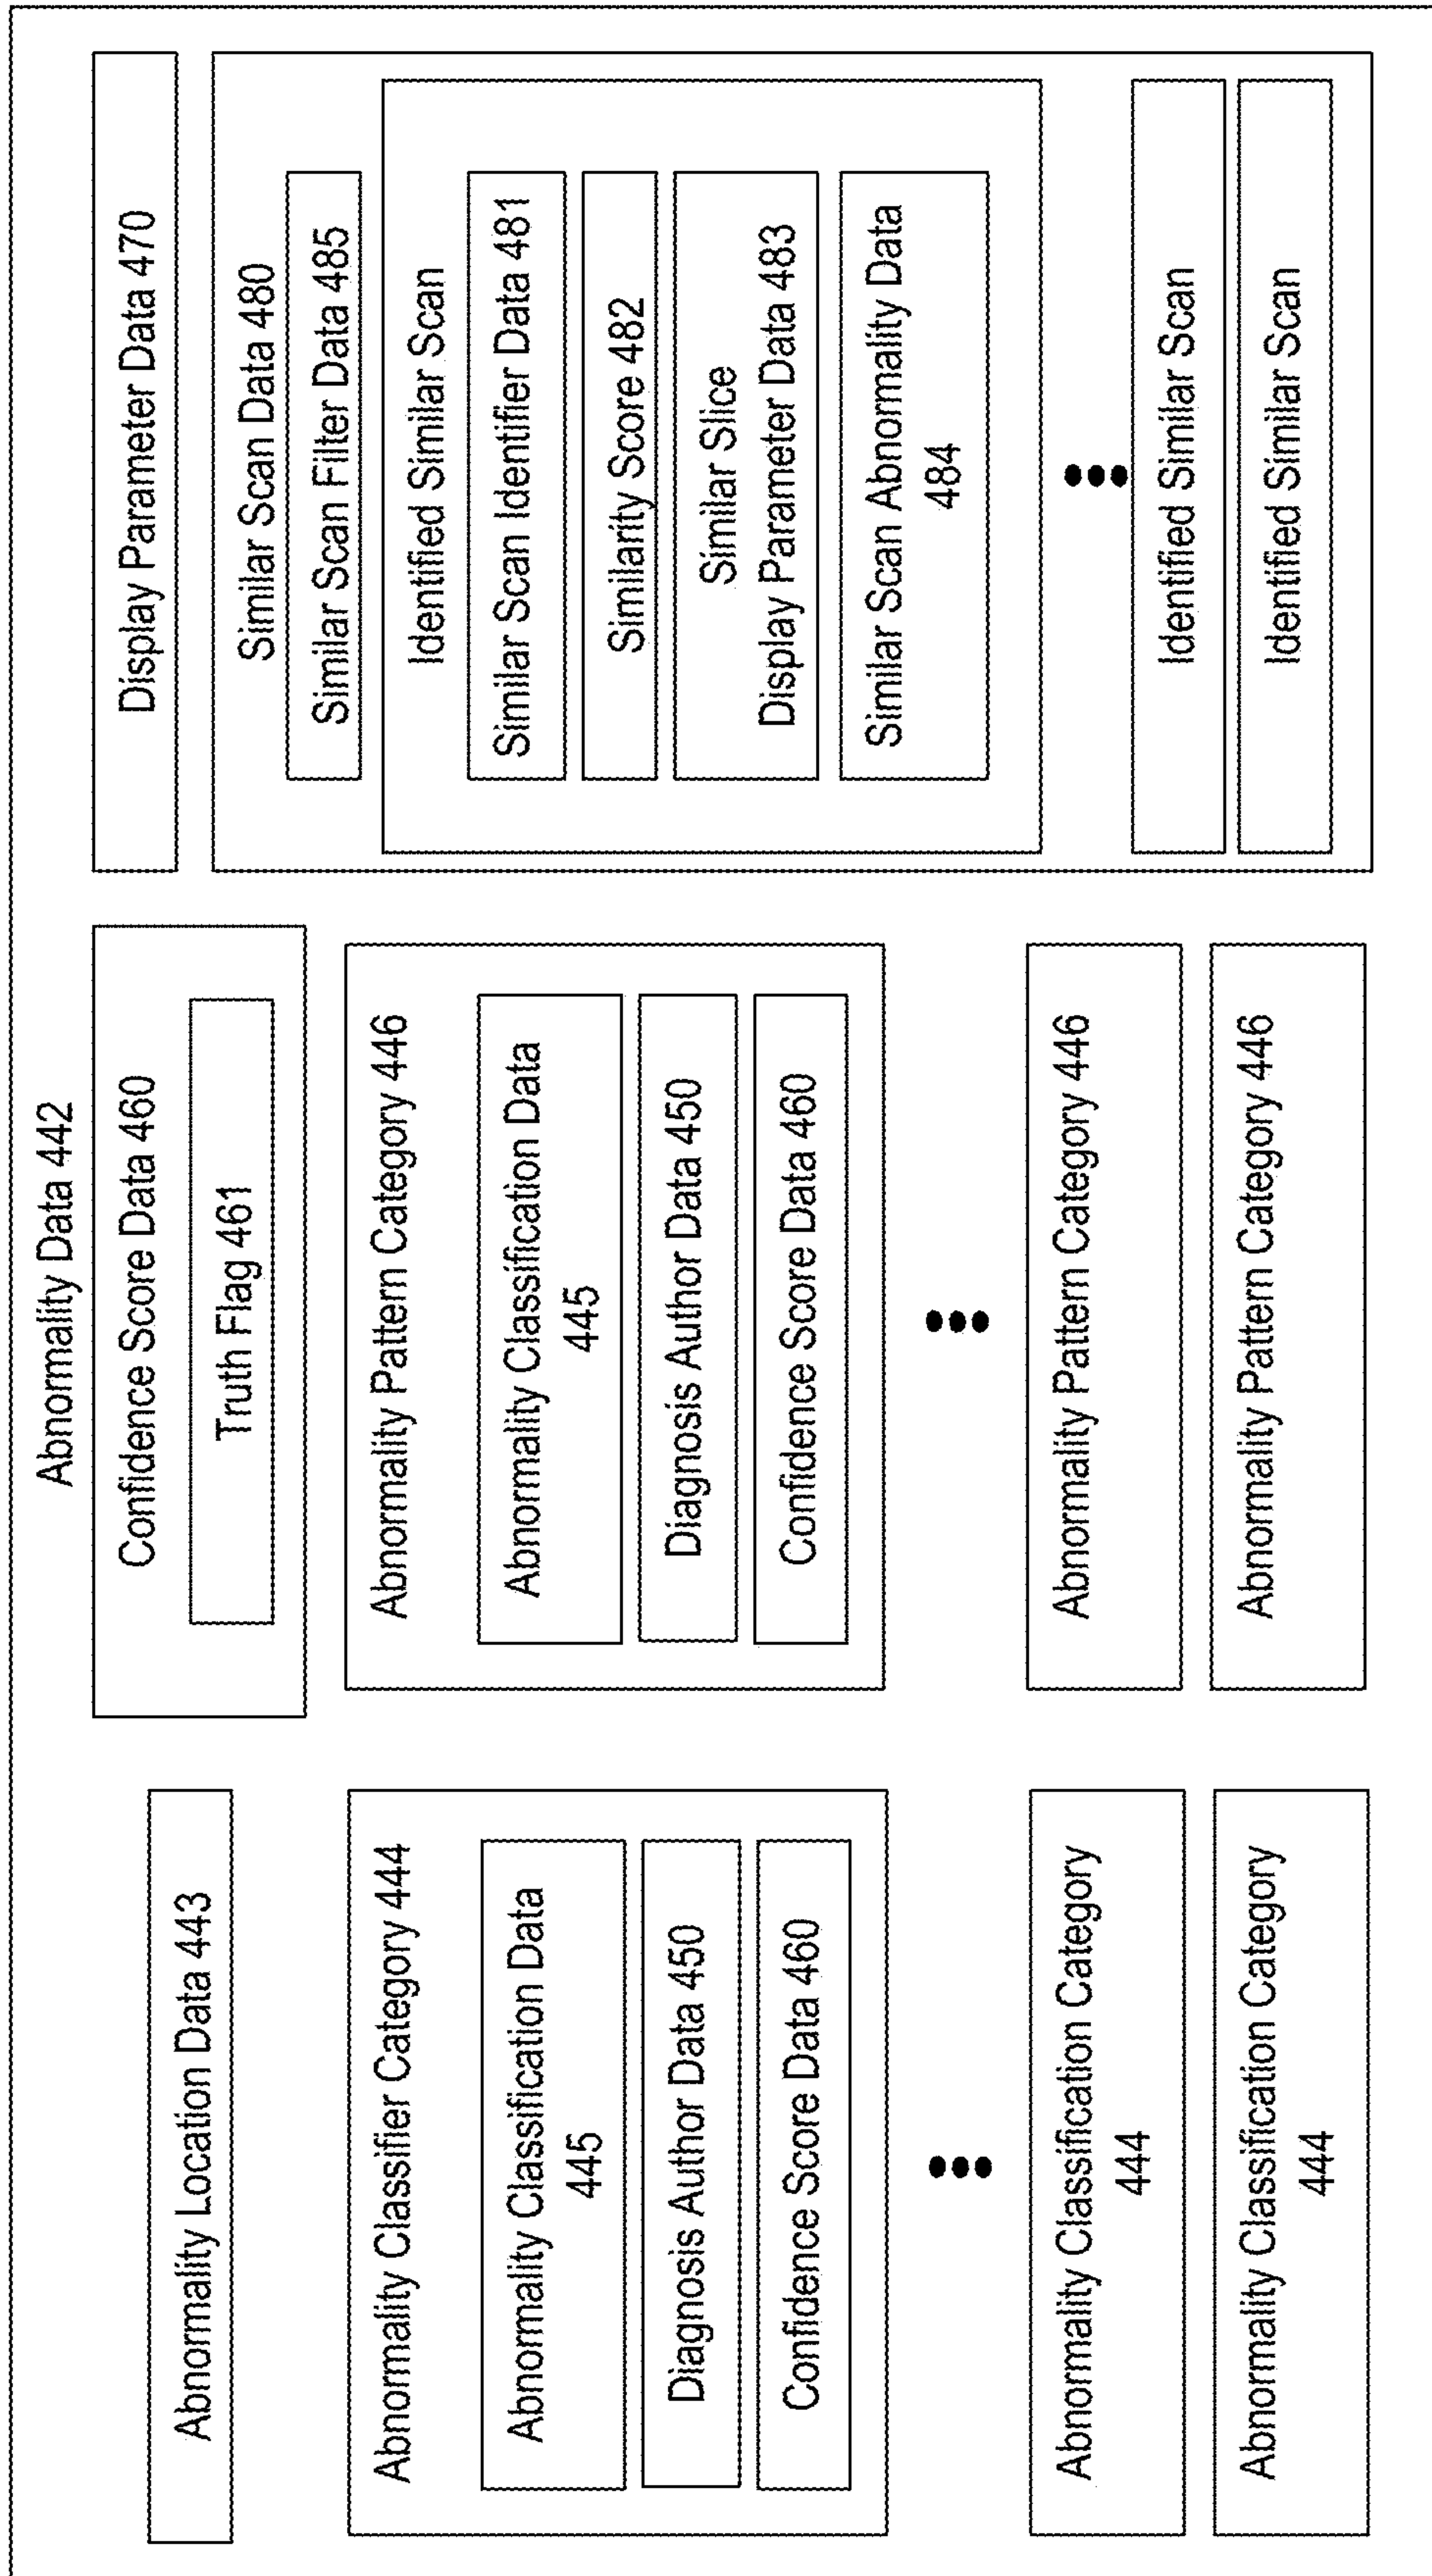 Abnormality Data 442
Abnormality Location Data 443
Abnormality Classifier Category 444
Abnormality Classification Data
445
Diagnosis Author Data 450
Confidence Score Data 460
Abnormality Classification Category
444
Abnormality Classification Category
444
Confidence Score Data 460
Truth Flag 461
Abnormality Pattern Category 446
Abnormality Classification Data
445
Diagnosis Author Data 450
Confidence Score Data 460
Abnormality Pattern Category 446
Abnormality Pattern Category 446
Display Parameter Data 470
Similar Scan Data 480
Similar Scan Filter Data 485
Identified Similar Scan
Similar Scan Identifier Data 481
Similarity Score 482
Similar Slice
Display Parameter Data 483
Similar Scan Abnormality Data
484
Identified Similar Scan
Identified Similar Scan